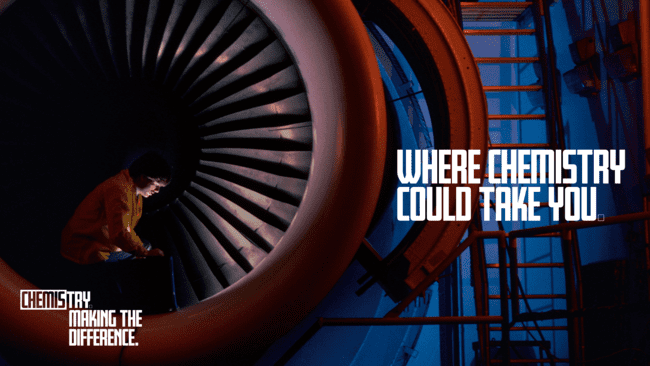 WHERE CHEMISTRY
COULD TAKE YOU.
CHEMISTRY.
MAKING THE
DIFFERENCE.